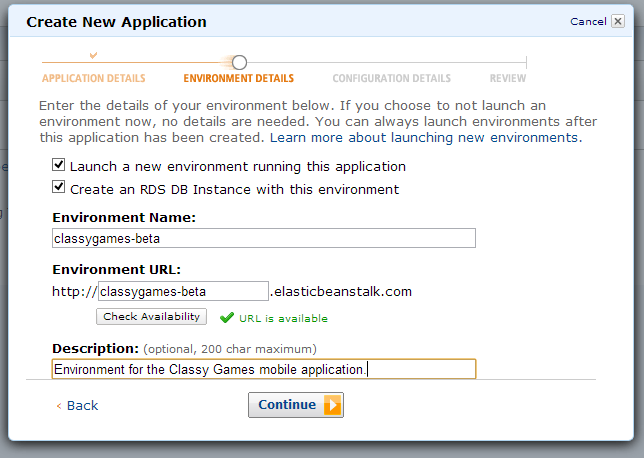 Create New Application
Cancel
APPLICATION DETAILS ENVIRONMENT DETAILS CONFIGURATION DETAILS REVIEW
Enter the details of your environment below. If you choose to not launch an
environment now, no details are needed. You can always launch environments after
this application has been created. Learn more about launching new environments.
Launch a new environment running this application
Create an RDS DB Instance with this environment
Environment Name:
classygames-beta
Environment URL:
http://classygames-beta.elasticbeanstalk.com
Check Availability URL is available
Description: (optional, 200 char maximum)
Environment for the Classy Games mobile application.
‹ Back
Continue